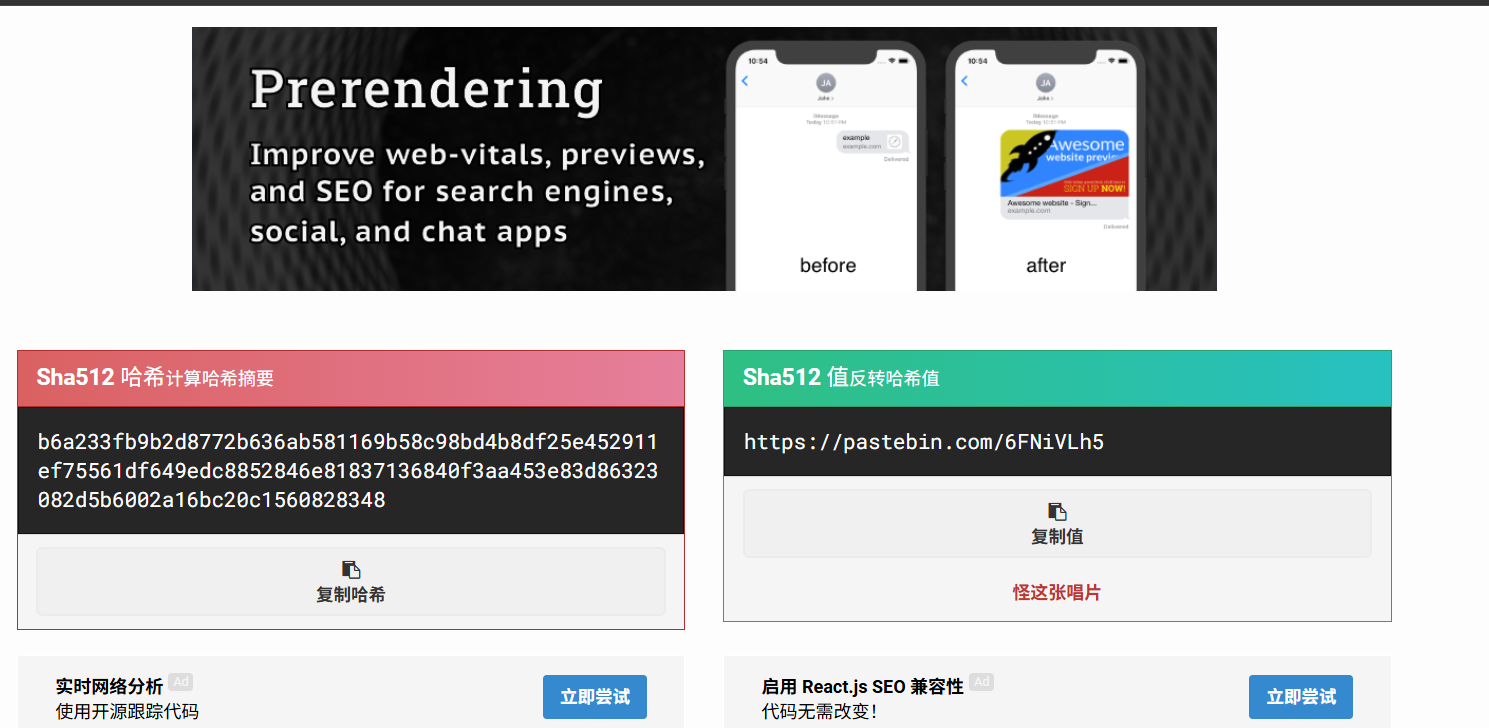 Prerendering
Improve web-vitals, previews,
and SEO for search engines,
social, and chat apps
10:54
JA
Jake >
iMessage
Today 10:51 PM
example
example.com
Delivered
before
10:54
JA
Jake >
iMessage
Today 10:51 PM
Awesome
website preview
SIGN UP NOW!
Awesome website - Sign...
example.com
Delivered
after
Sha512 哈希计算哈希摘要
b6a233fb9b2d8772b636ab581169b58c98bd4b8df25e452911
ef75561df649edc8852846e81837136840f3aa453e83d86323
082d5b6002a16bc20c1560828348
复制哈希
Sha512 值反转哈希值
https://pastebin.com/6FNiVLh5
复制值
怪这张唱片
实时网络分析 Ad
使用开源跟踪代码
立即尝试
启用 React.js SEO 兼容性 Ad
代码无需改变！
立即尝试